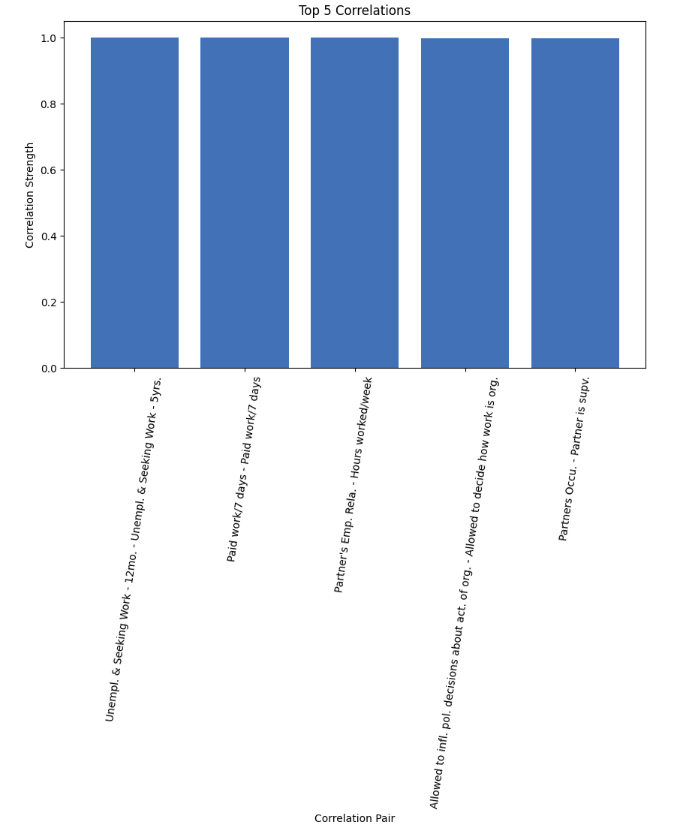 Top 5 Correlations
Correlation Strength
1.0
0.8
0.6
0.4
0.2
0.0
Unempl. & Seeking Work - 12mo. - Unempl. & Seeking Work - 5yrs.
Paid work/7 days - Paid work/7 days
Partner's Emp. Rela. - Hours worked/week
Allowed to infl. pol. decisions about act. of org. - Allowed to decide how work is org.
Partners Occu. - Partner is supv.
Correlation Pair